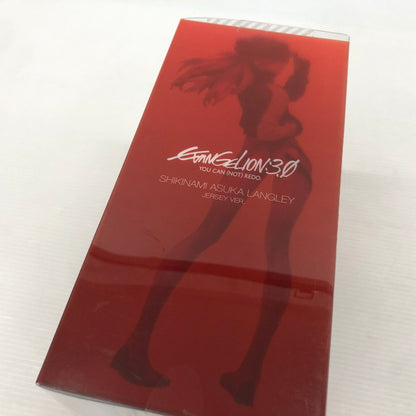 EVANGELION:3.0
YOU CAN (NOT) REDO.
SHIKINAMI ASUKA LANGLEY
JERSEY VER.